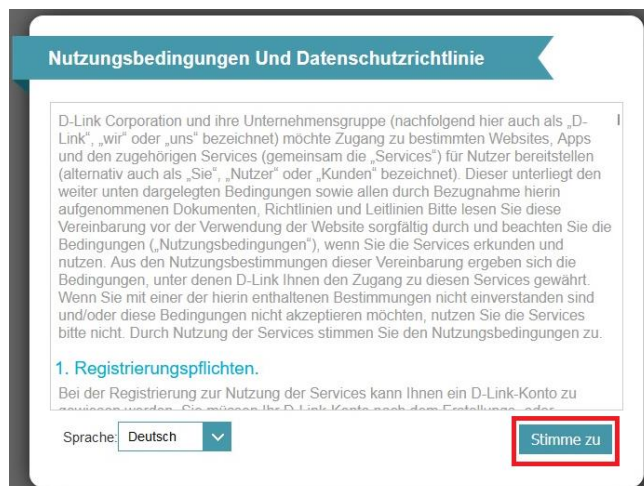 Nutzungsbedingungen Und Datenschutzrichtlinie
D-Link Corporation und ihre Unternehmensgruppe (nachfolgend hier auch als „D-
Link“, „wir“ oder „uns“ bezeichnet) möchte Zugang zu bestimmten Websites, Apps
und den zugehörigen Services (gemeinsam die „Services“) für Nutzer bereitstellen
(alternativ auch als „Sie“, „Nutzer“ oder „Kunden“ bezeichnet). Dieser unterliegt den
weiter unten dargelegten Bedingungen sowie allen durch Bezugnahme hierin
aufgenommenen Dokumenten, Richtlinien und Leitlinien Bitte lesen Sie diese
Vereinbarung vor der Verwendung der Website sorgfältig durch und beachten Sie die
Bedingungen („Nutzungsbedingungen“), wenn Sie die Services erkunden und
nutzen. Aus den Nutzungsbestimmungen dieser Vereinbarung ergeben sich die
Bedingungen, unter denen D-Link Ihnen den Zugang zu diesen Services gewährt.
Wenn Sie mit einer der hierin enthaltenen Bestimmungen nicht einverstanden sind
und/oder diese Bedingungen nicht akzeptieren möchten, nutzen Sie die Services
bitte nicht. Durch Nutzung der Services stimmen Sie den Nutzungsbedingungen zu.
1. Registrierungspflichten.
Bei der Registrierung zur Nutzung der Services kann Ihnen ein D-Link-Konto zu
Sprache: Deutsch
Stimme zu